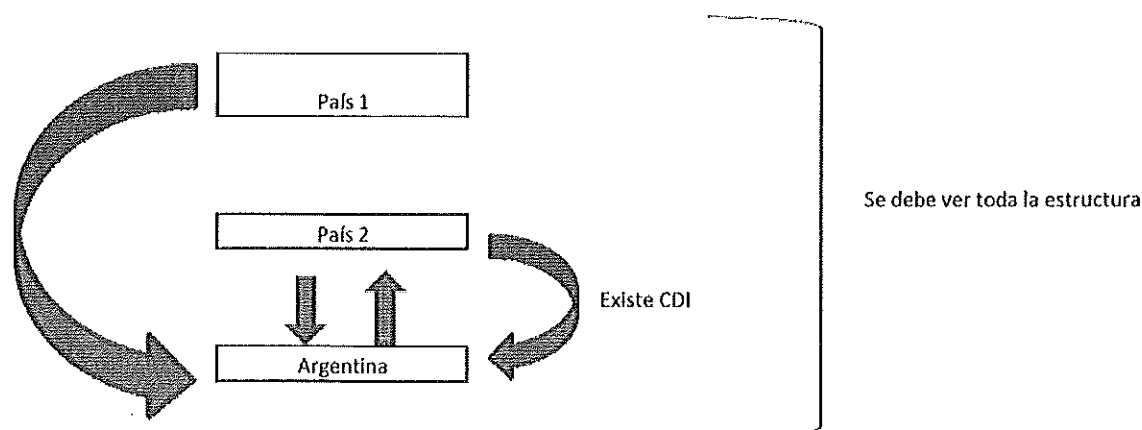 País 1
País 2
Se debe ver toda la estructura
Existe CDI
Argentina